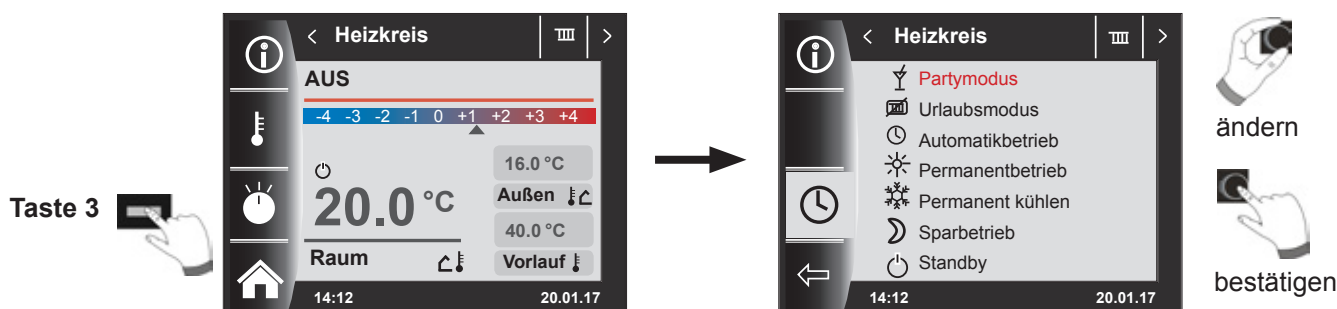 Taste 3
< Heizkreis >
AUS
-4 -3 -2 -1 0 +1 +2 +3 +4
16.0 °C
Außen
20.0 °C
40.0 °C
Raum
Vorlauf
14:12 20.01.17
< Heizkreis >
Partymodus
Urlaubsmodus
Automatikbetrieb
Permanentbetrieb
Permanent kühlen
Sparbetrieb
Standby
14:12 20.01.17
ändern
bestätigen